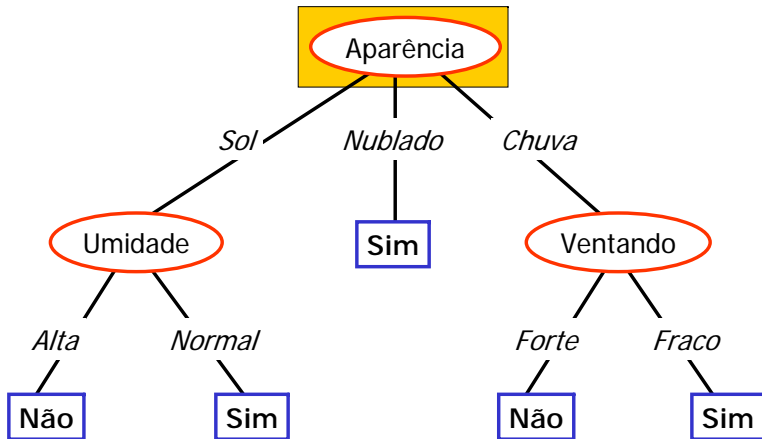 Aparência
Sol Nublado Chuva
Umidade Sim Ventando
Alta Normal Forte Fraco
Não Sim Não Sim